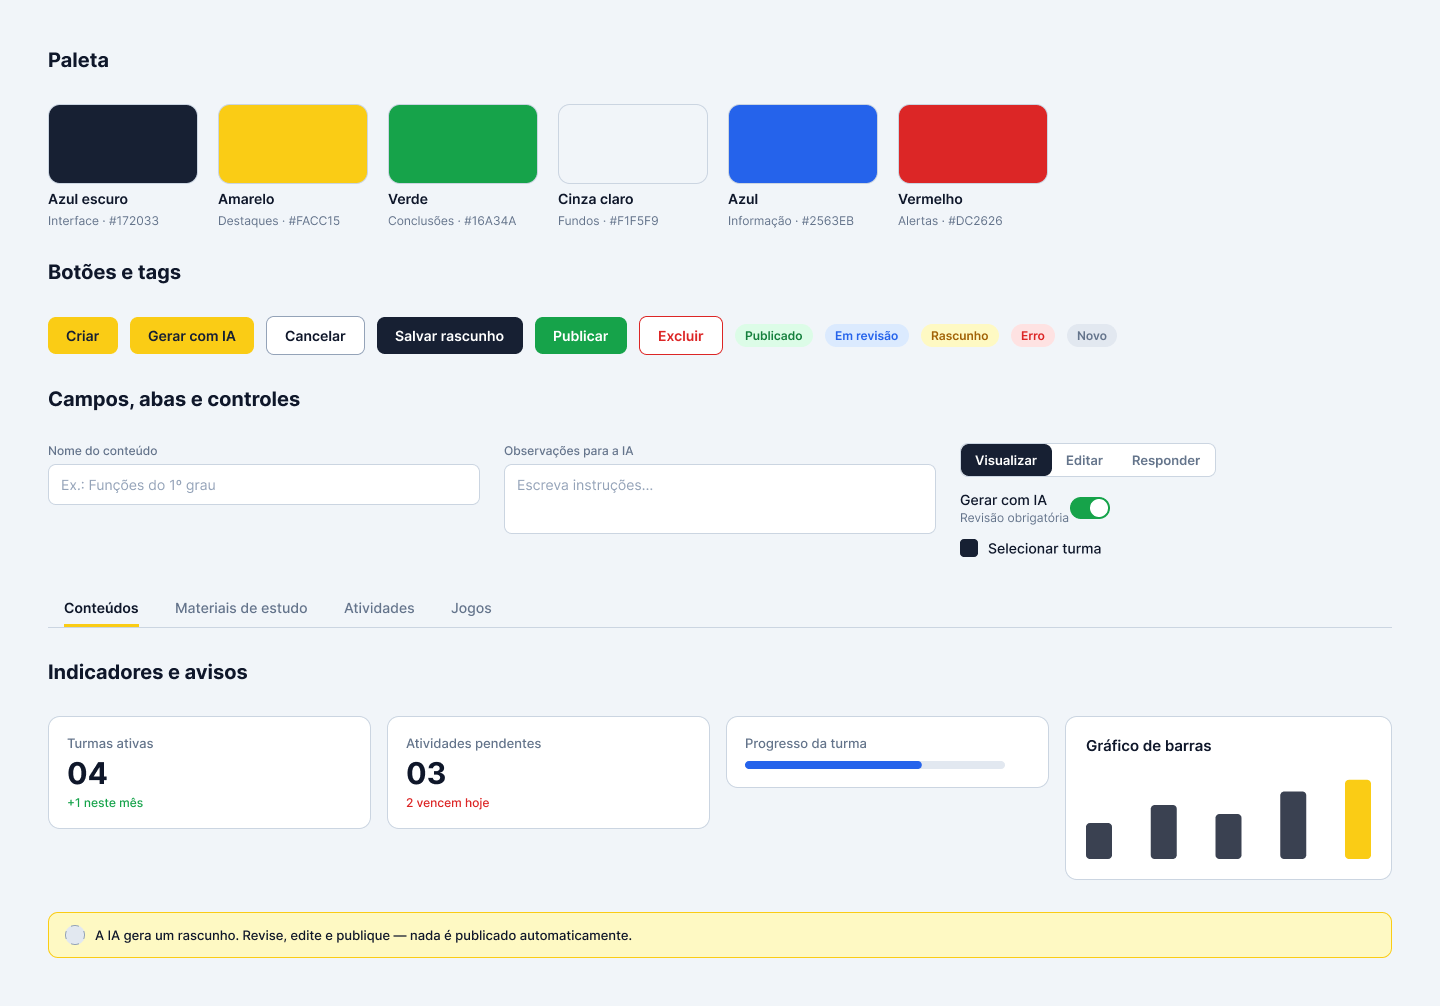 Paleta
Azul escuro
Interface · #172033
Amarelo
Destaques · #FACC15
Verde
Conclusões · #16A34A
Cinza claro
Fundos · #F1F5F9
Azul
Informação · #2563EB
Vermelho
Alertas · #DC2626
Botões e tags
Criar
Gerar com IA
Cancelar
Salvar rascunho
Publicar
Excluir
Publicado
Em revisão
Rascunho
Erro
Novo
Campos, abas e controles
Nome do conteúdo
Ex.: Funções do 1º grau
Observações para a IA
Escreva instruções...
Visualizar
Editar
Responder
Gerar com IA
Revisão obrigatória
Selecionar turma
Conteúdos
Materiais de estudo
Atividades
Jogos
Indicadores e avisos
Turmas ativas
04
+1 neste mês
Atividades pendentes
03
2 vencem hoje
Progresso da turma
Gráfico de barras
A IA gera um rascunho. Revise, edite e publique — nada é publicado automaticamente.